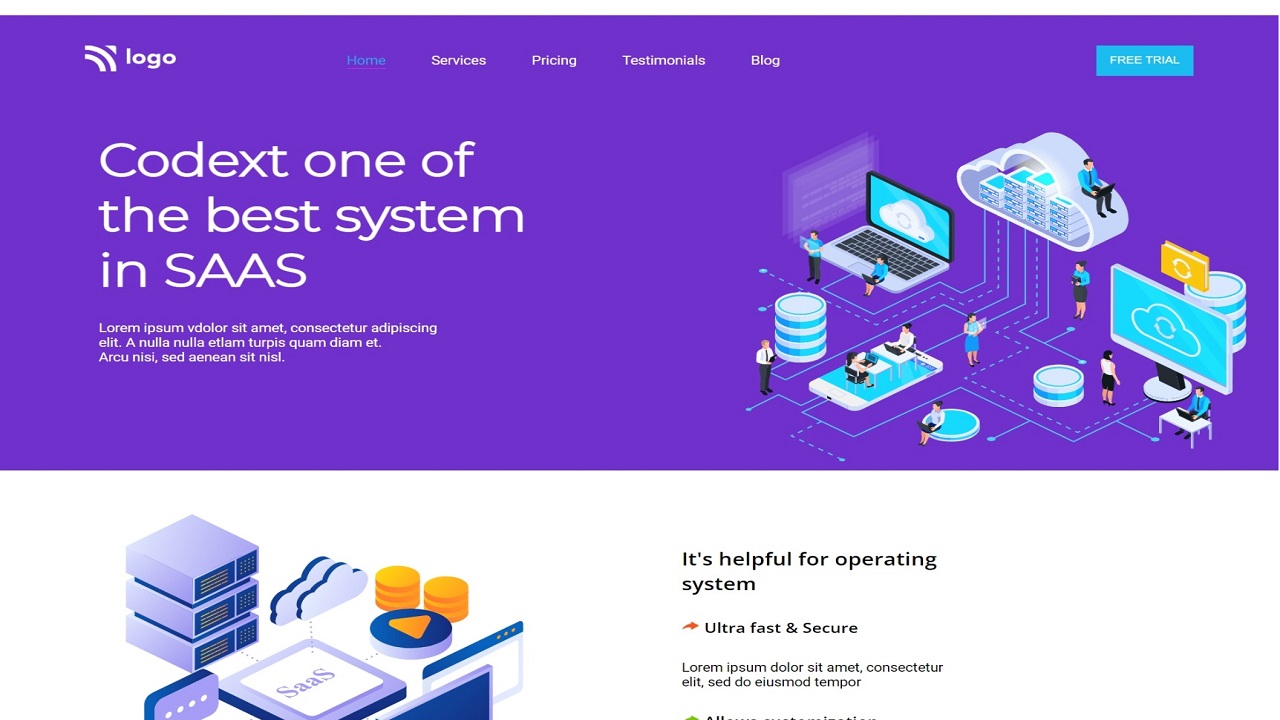 logo
Home Services Pricing Testimonials Blog
FREE TRIAL
Codext one of
the best system
in SAAS
Lorem ipsum vdolor sit amet, consectetur adipiscing
elit. A nulla nulla etlam turpis quam diam et.
Arcu nisi, sed aenean sit nisl.
SaaS
It's helpful for operating
system
Ultra fast & Secure
Lorem ipsum dolor sit amet, consectetur
elit, sed do eiusmod tempor
Allows customization